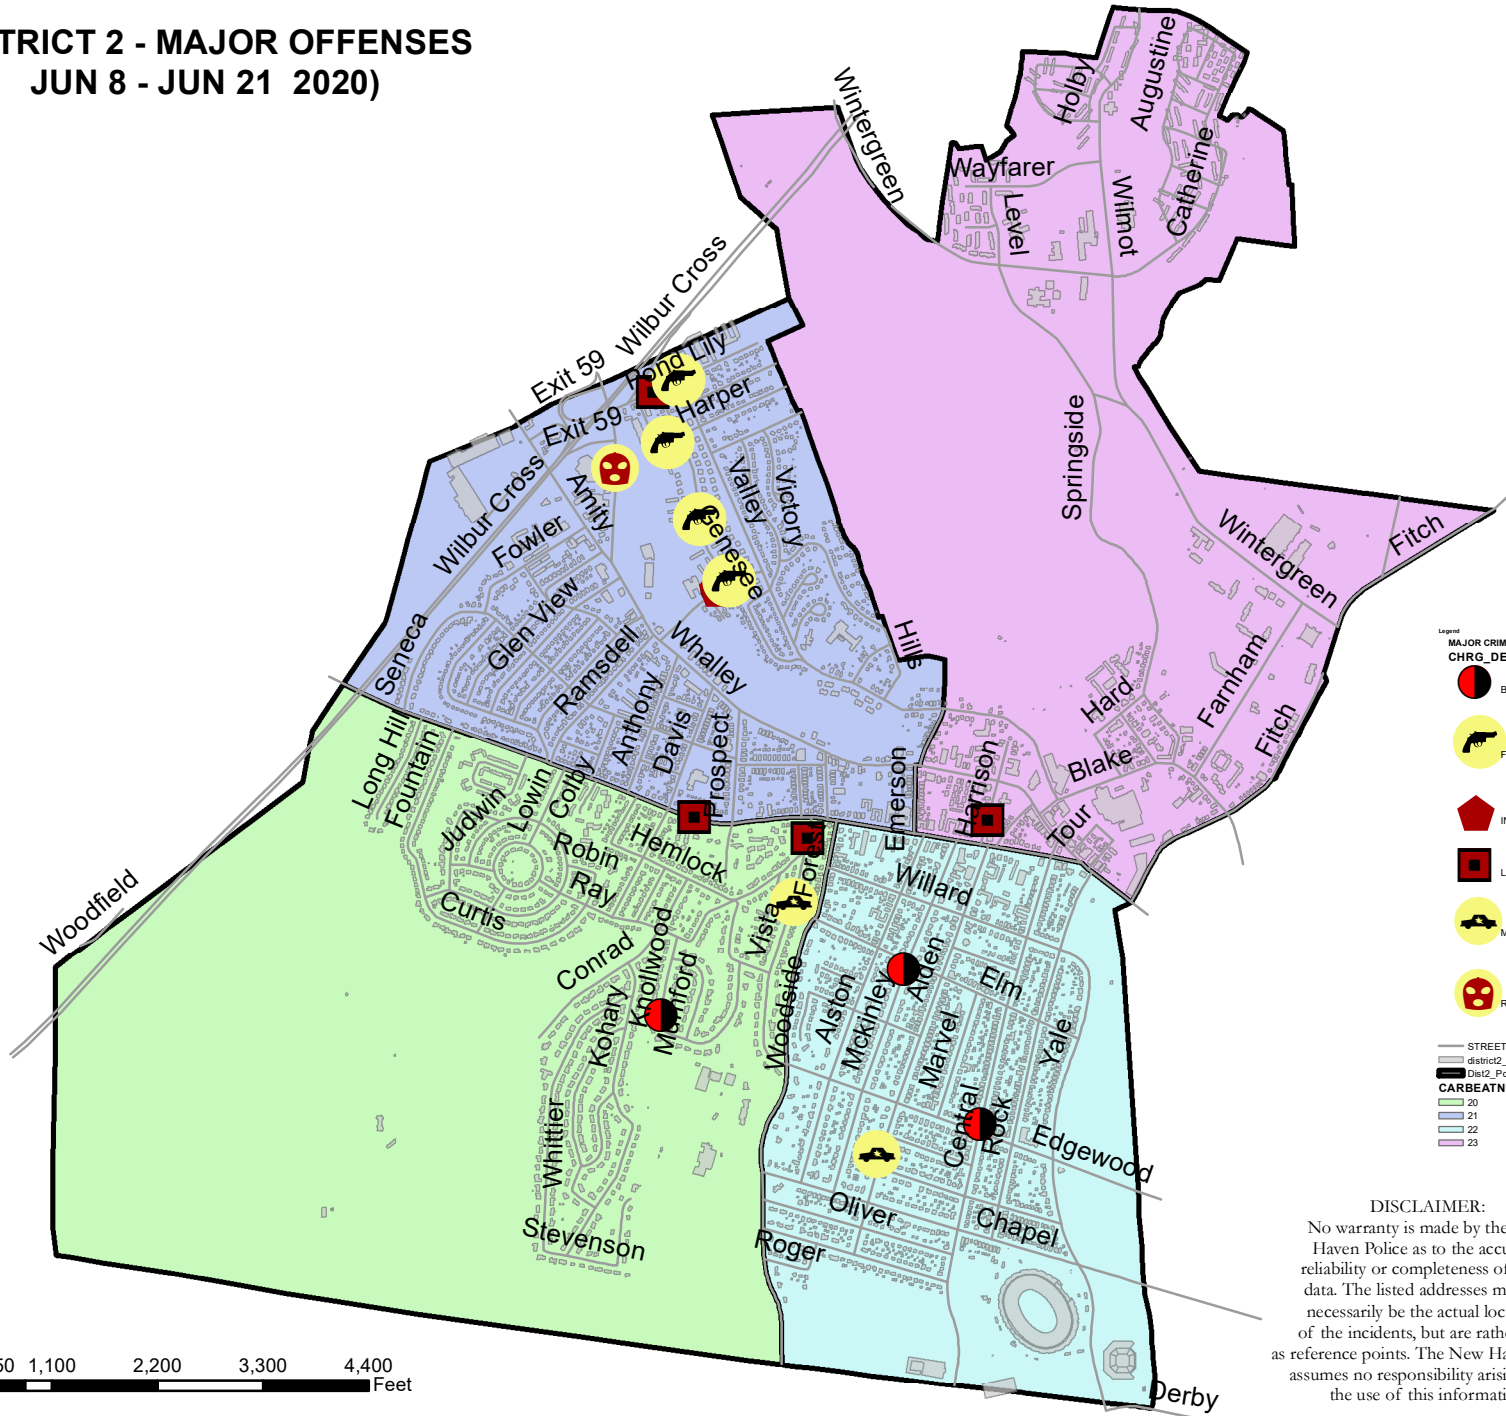 TRICT 2 - MAJOR OFFENSES
JUN 8 - JUN 21 2020)
Wintergreen
Holby
Augustine
Wayfarer
Level
Wilmot
Catherine
Wilbur Cross
Exit 59
Pond Lily
Harper
Exit 59
Wilbur Cross
Amity
Fowler
Valley
Victory
Genesee
Springside
Wintergreen
Fitch
Seneca
Glen View
Ramsdell
Whalley
Hills
Anthony
Davis
Prospect
Long Hill
Fountain
Judwin
Lowin
Colby
Robin
Ray
Hemlock
Curtis
Forest
Emerson
Harrison
Hard
Blake
Farnham
Fitch
Tour
Woodfield
Conrad
Knollwood
Mumford
Kohary
Vista
Woodside
Willard
Alston
Mckinley
Alden
Elm
Marvel
Yale
Central
Rock
Edgewood
Whittier
Stevenson
Oliver
Roger
Chapel
Derby
Legend
MAJOR CRIM
CHRG_DE
B
F
IN
L
M
R
STREET
district2_
Dist2_Po
CARBEATN
20
21
22
23
DISCLAIMER:
No warranty is made by the
Haven Police as to the accu
reliability or completeness of
data. The listed addresses m
necessarily be the actual loc
of the incidents, but are rath
as reference points. The New Ha
assumes no responsibility arisi
the use of this informati
50 1,100 2,200 3,300 4,400
Feet